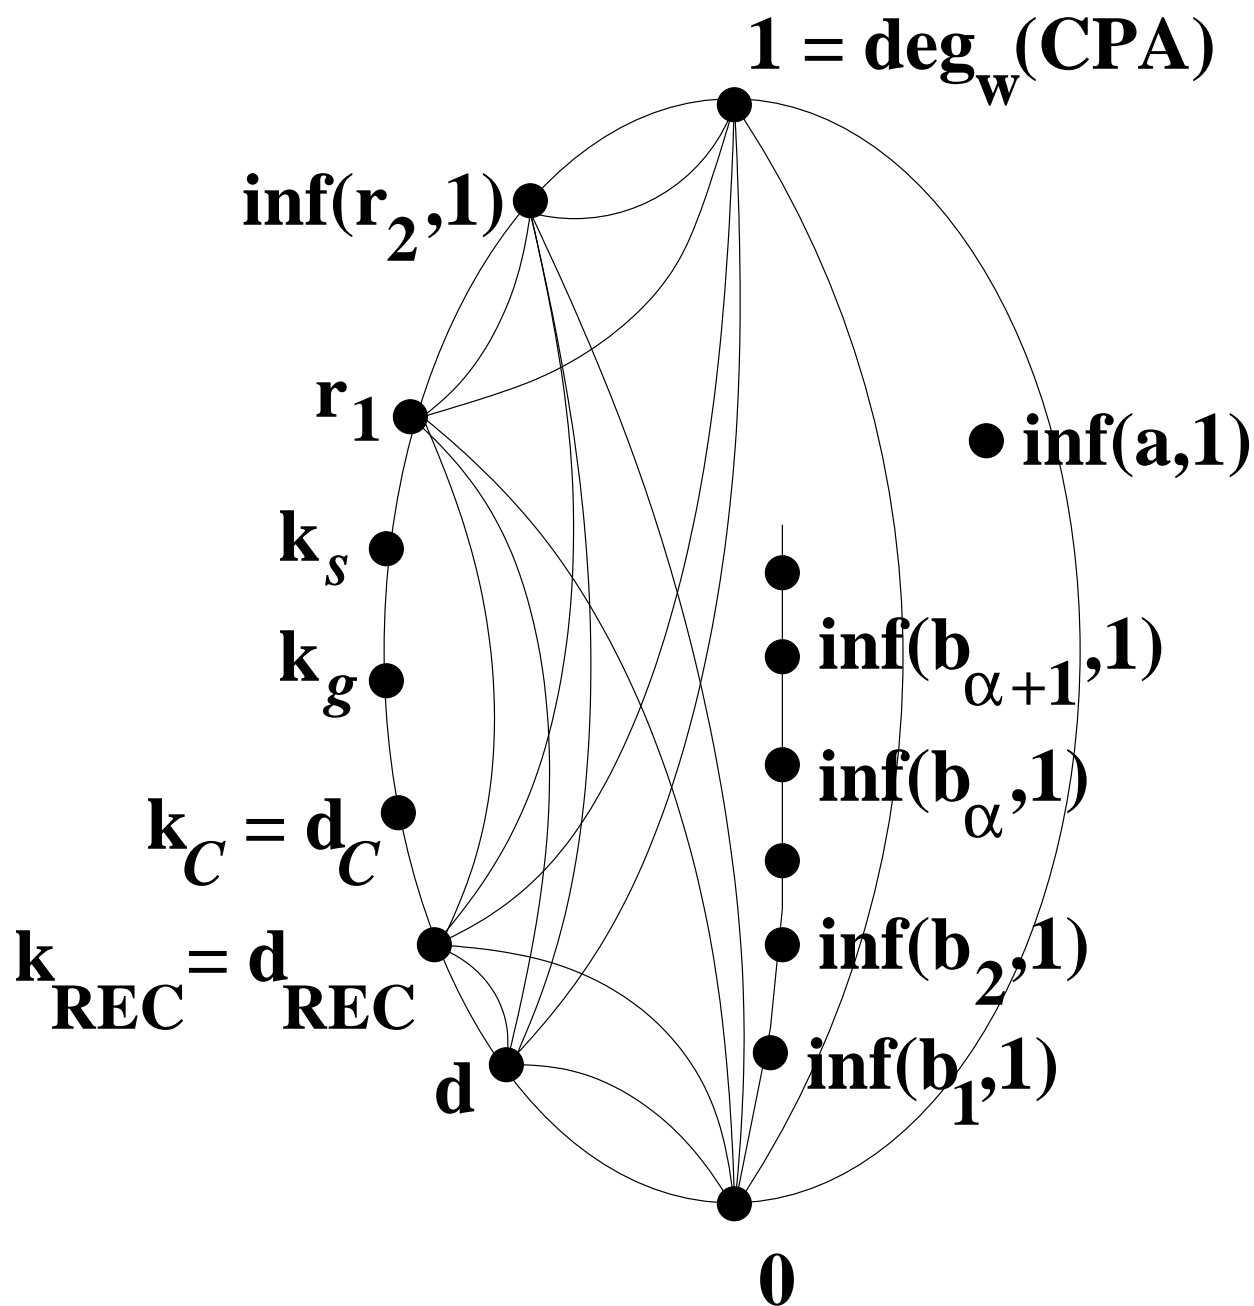 1 = deg_w(CPA)
inf(r_2,1)
r_1
inf(a,1)
k_s
inf(b_α+1,1)
k_g
inf(b_α,1)
k_C = d_C
inf(b_2,1)
k_REC = d_REC
inf(b_1,1)
d
0